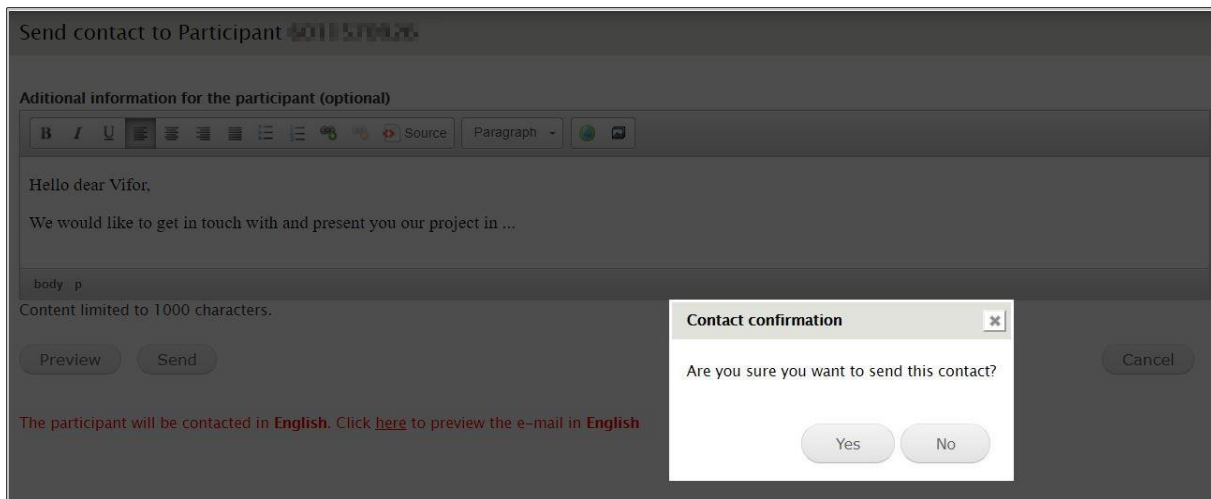 Send contact to Participant
Aditional information for the participant (optional)
B I U Source Paragraph
Hello dear Vifor,
We would like to get in touch with and present you our project in ...
body p
Content limited to 1000 characters.
Contact confirmation
Are you sure you want to send this contact?
Yes No
Preview Send Cancel
The participant will be contacted in English. Click here to preview the e-mail in English